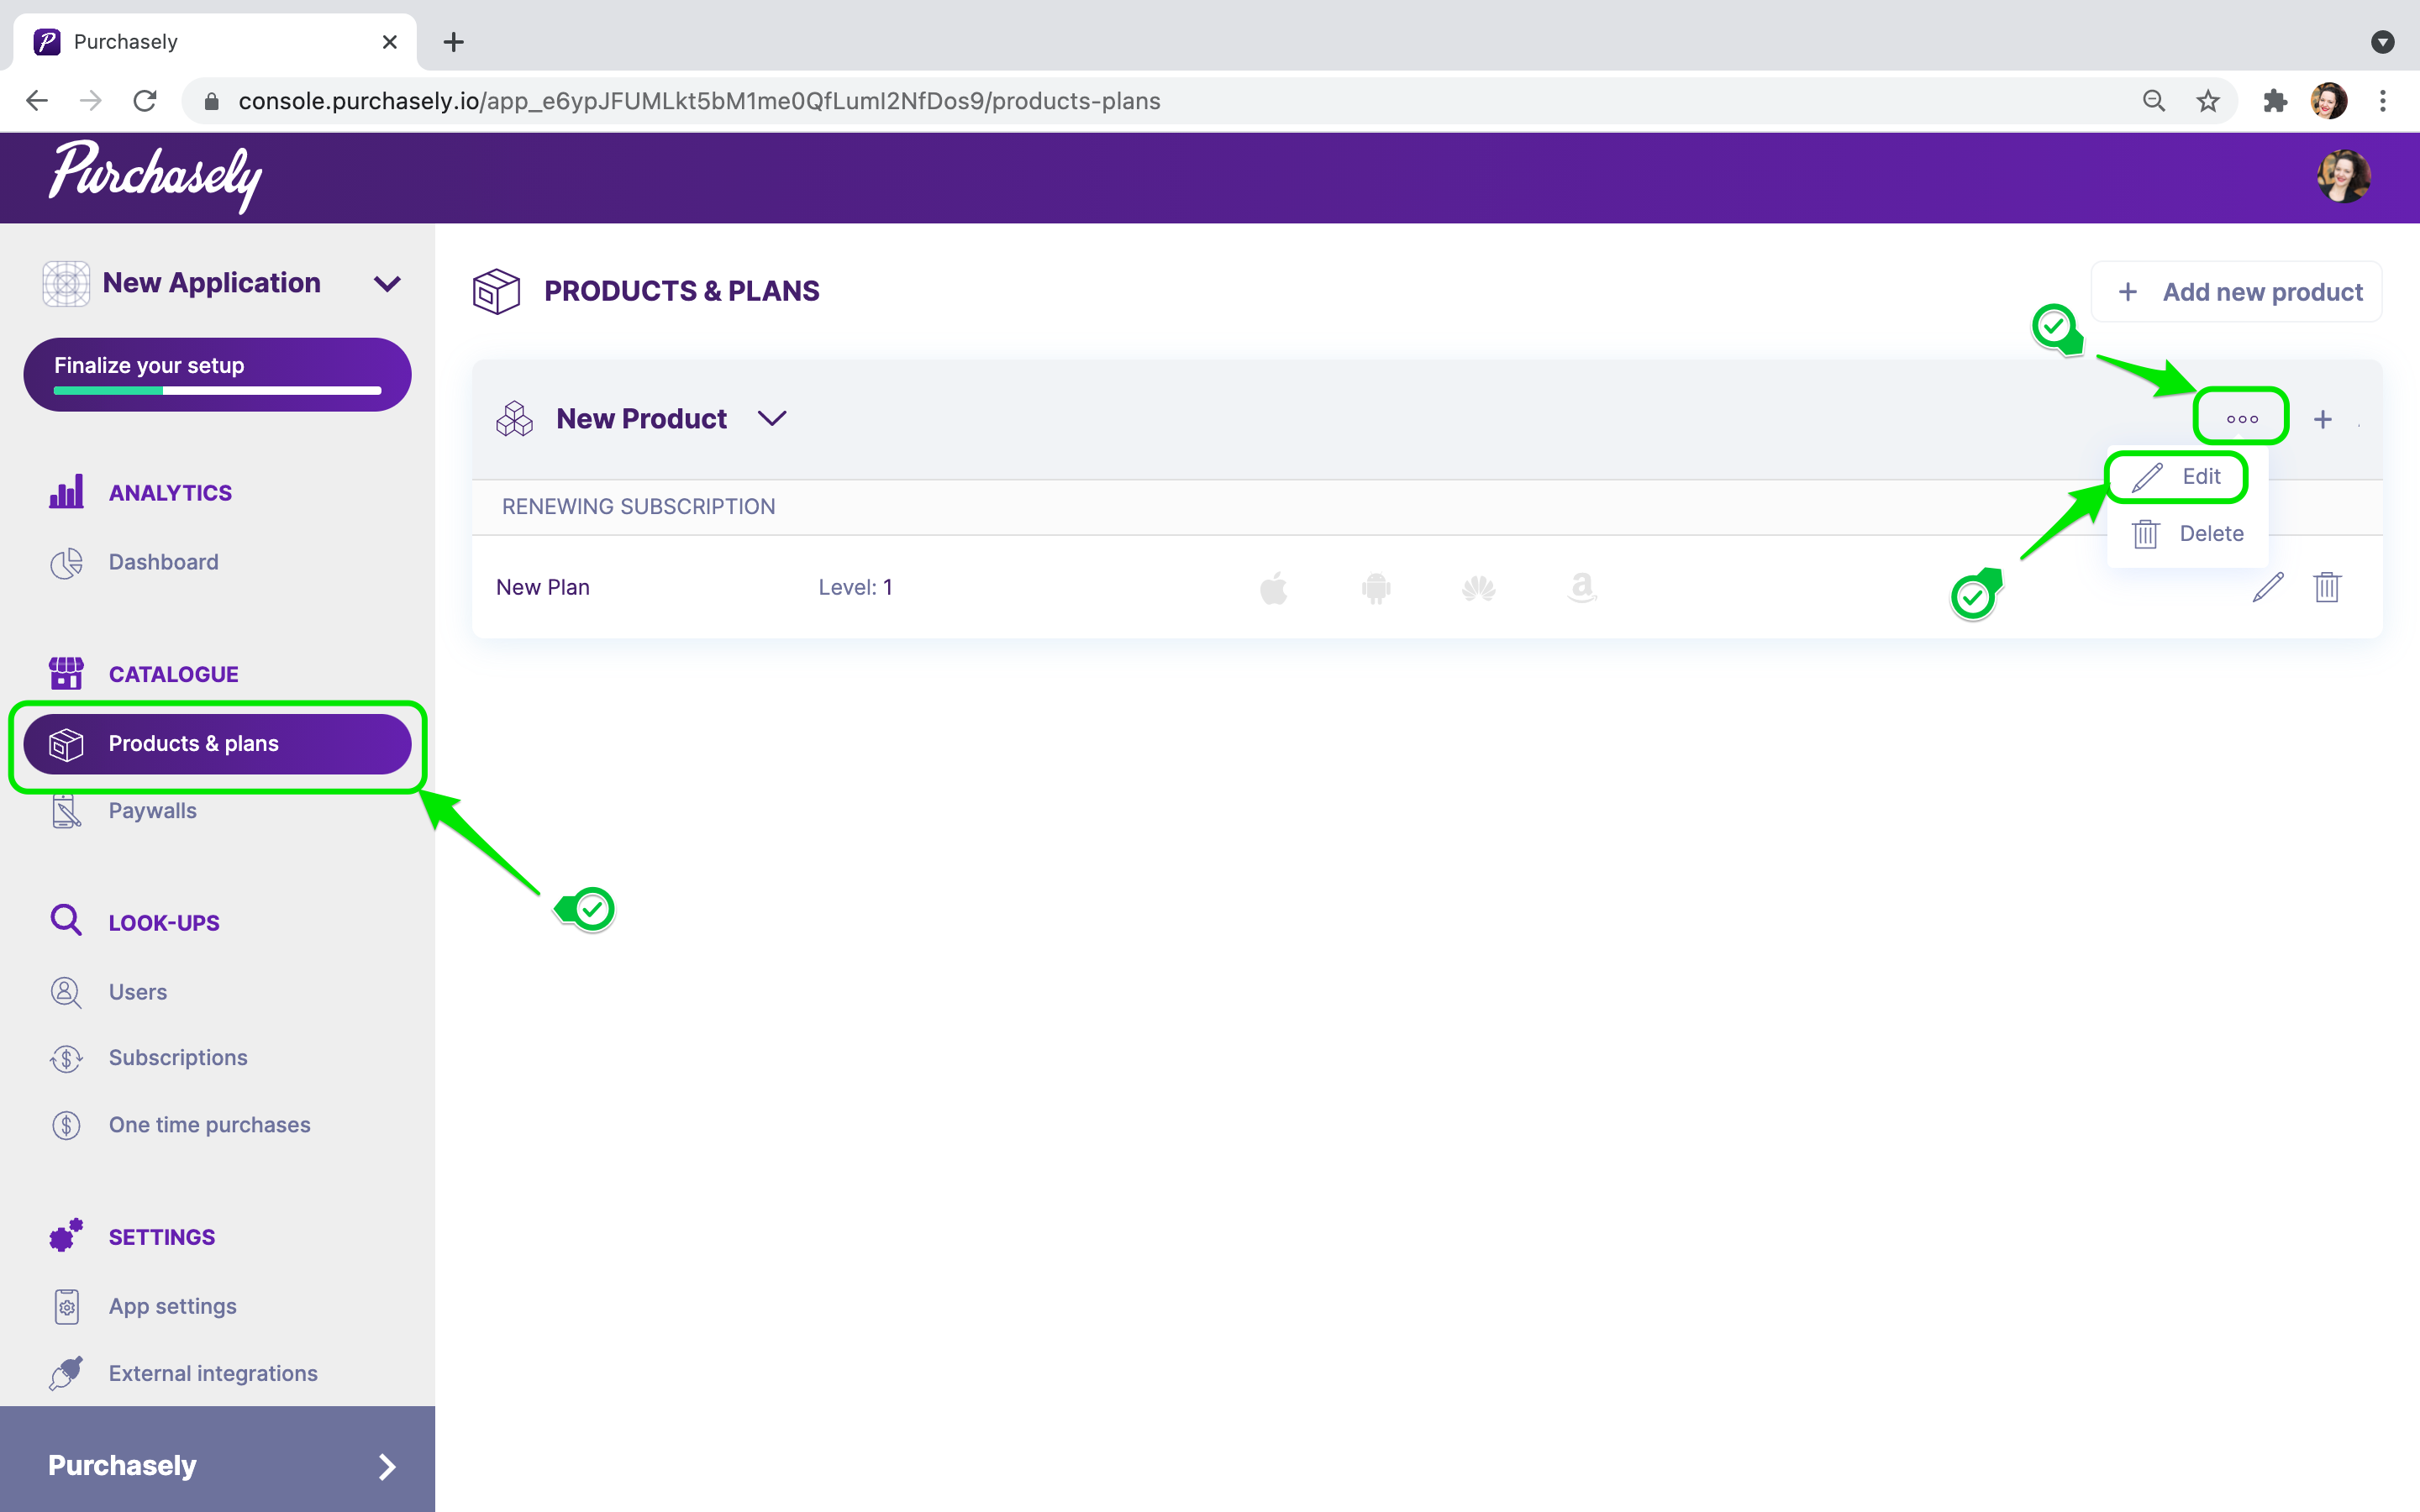 Purchasely
console.purchasely.io/app_e6ypJFUMLkt5bM1me0QfLumI2NfDos9/products-plans
Purchasely
New Application
Finalize your setup
ANALYTICS
Dashboard
CATALOGUE
Products & plans
Paywalls
LOOK-UPS
Users
Subscriptions
One time purchases
SETTINGS
App settings
External integrations
Purchasely
PRODUCTS & PLANS
+ Add new product
New Product
Edit
Delete
RENEWING SUBSCRIPTION
New Plan Level: 1